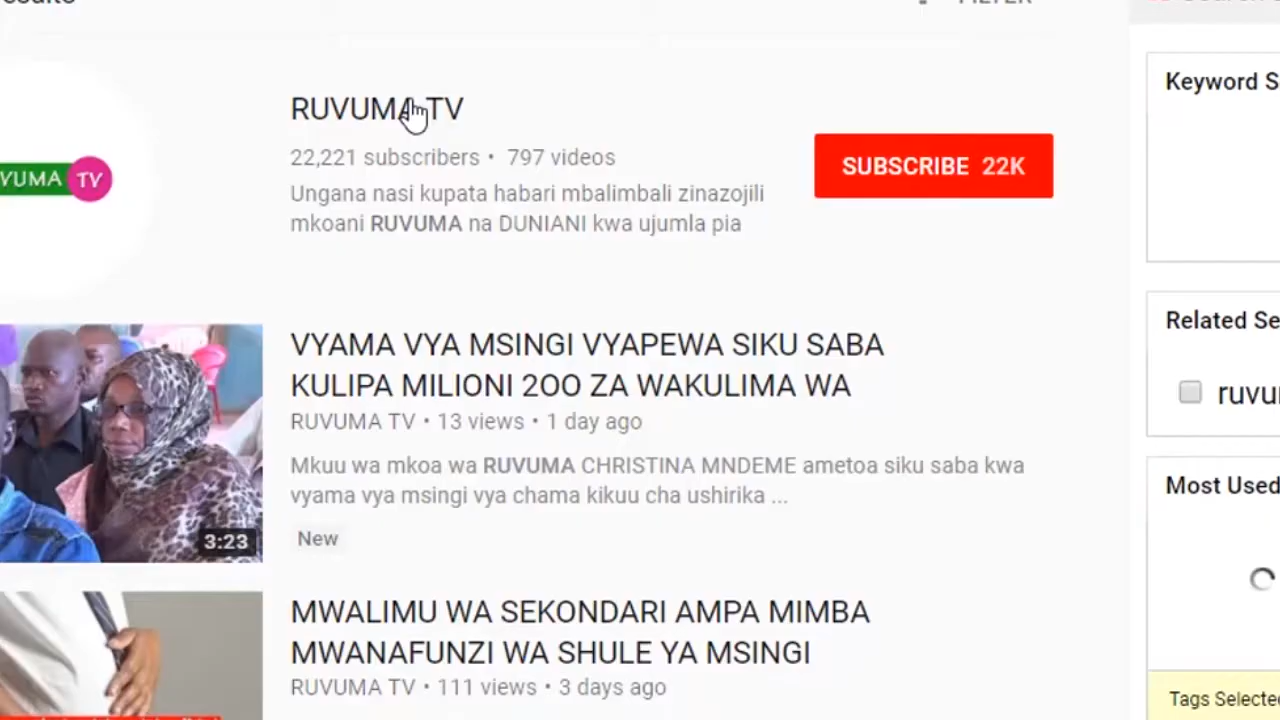 RUVUMA TV
22,221 subscribers • 797 videos
SUBSCRIBE 22K
Ungana nasi kupata habari mbalimbali zinazojili
mkoani RUVUMA na DUNIANI kwa ujumla pia
TV
VYAMA VYA MSINGI VYAPEWA SIKU SABA
KULIPA MILIONI 2OO ZA WAKULIMA WA
RUVUMA TV • 13 views • 1 day ago
Mkuu wa mkoa wa RUVUMA CHRISTINA MNDEME ametoa siku saba kwa
vyama vya msingi vya chama kikuu cha ushirika ...
New
3:23
MWALIMU WA SEKONDARI AMPA MIMBA
MWANAFUNZI WA SHULE YA MSINGI
RUVUMA TV • 111 views • 3 days ago
Keyword
Related
Most Used
Tags